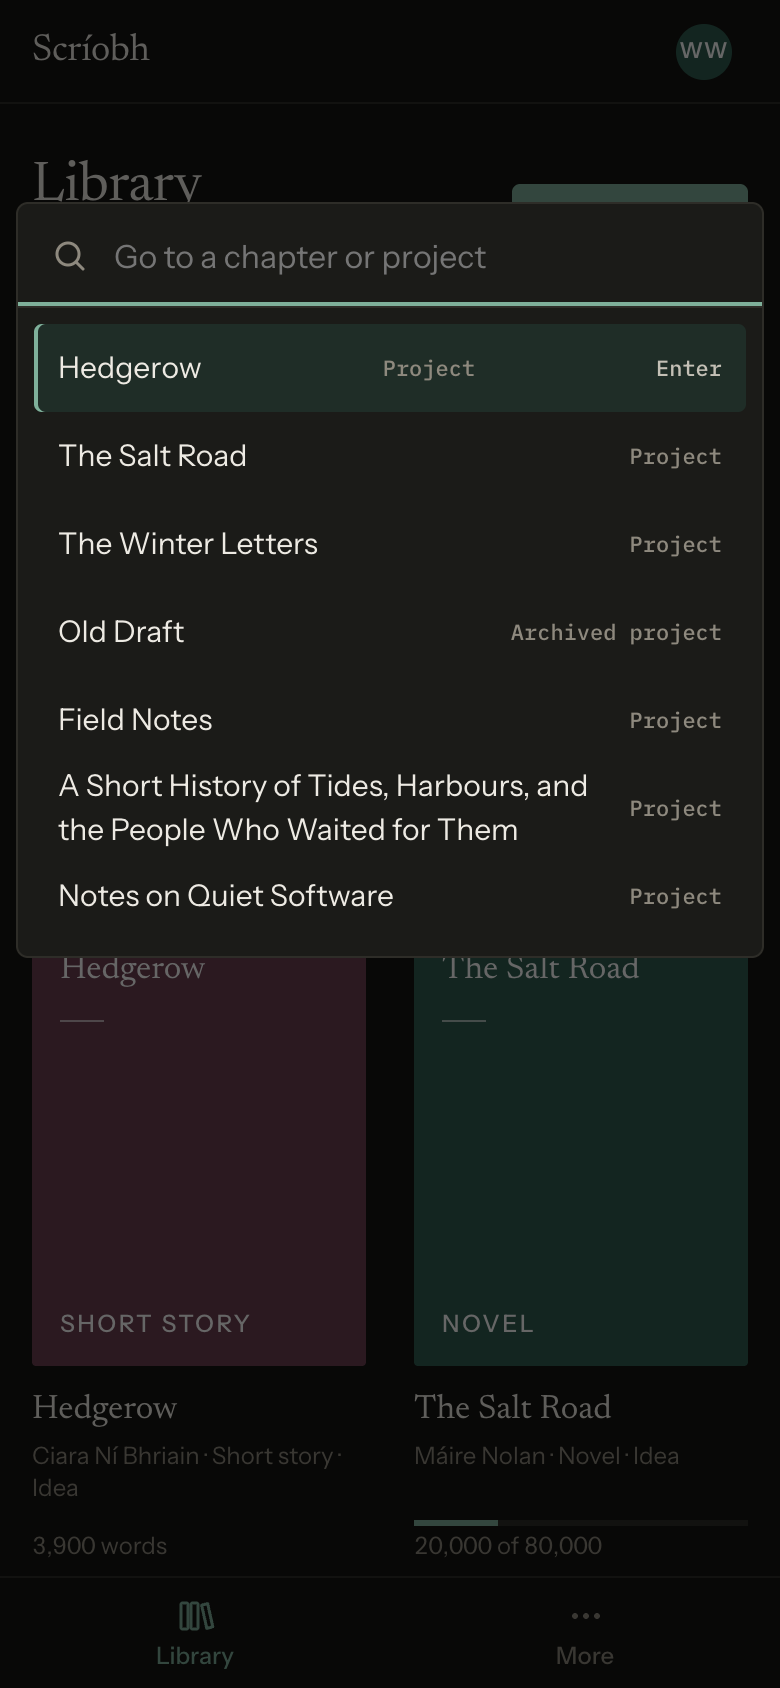 Scríobh
WW
Library
Go to a chapter or project
Hedgerow Project Enter
The Salt Road Project
The Winter Letters Project
Old Draft Archived project
Field Notes Project
A Short History of Tides, Harbours, and
the People Who Waited for Them Project
Notes on Quiet Software Project
Hedgerow
The Salt Road
SHORT STORY
NOVEL
Hedgerow
Ciara Ní Bhriain · Short story ·
Idea
3,900 words
The Salt Road
Máire Nolan · Novel · Idea
20,000 of 80,000
Library
More